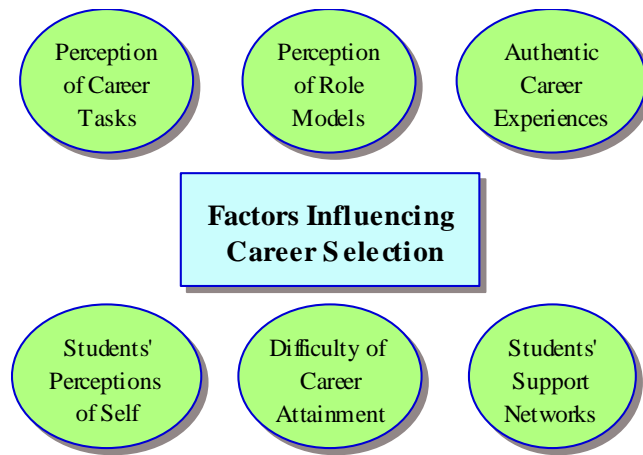 Perception
of Career
Tasks
Perception
of Role
Models
Authentic
Career
Experiences
Factors Influencing
Career Selection
Students'
Perceptions
of Self
Difficulty of
Career
Attainment
Students'
Support
Networks